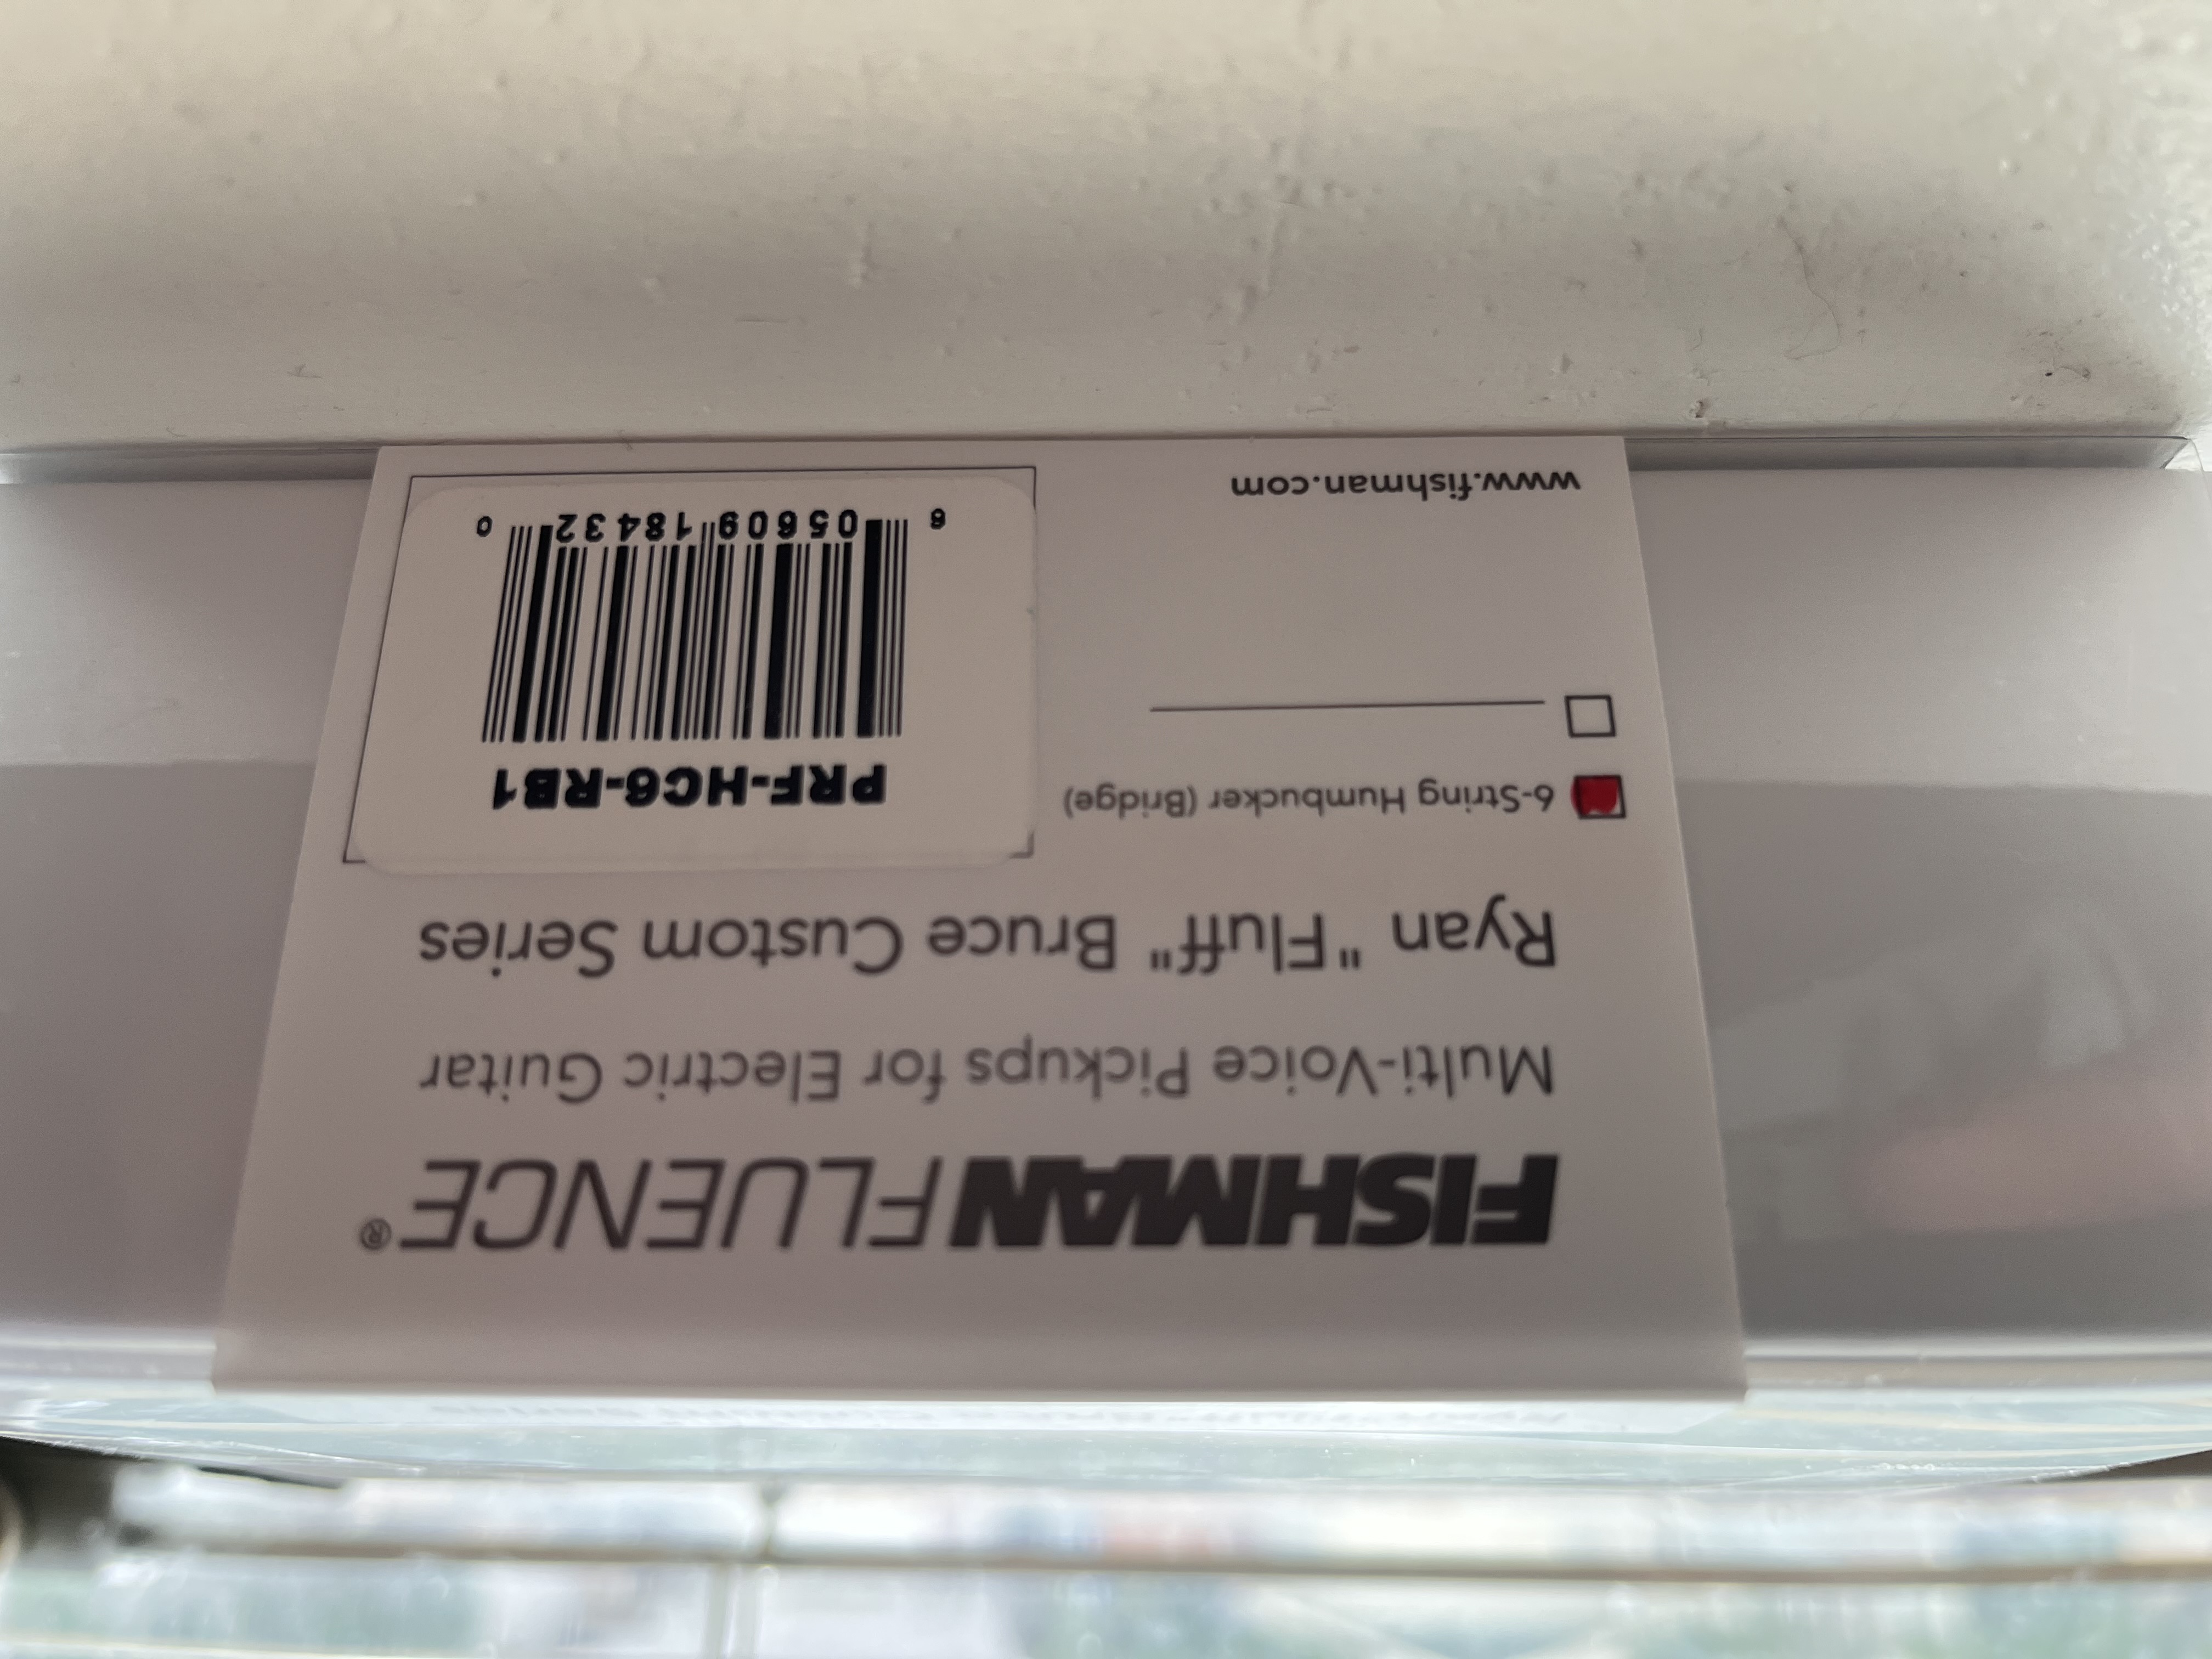 FISHMAN FLUENCE®
Multi-Voice Pickups for Electric Guitar
Ryan "Fluff" Bruce Custom Series
6-String Humbucker (Bridge)
www.fishman.com
PRF-HC6-RB1
6 05609 18432 0